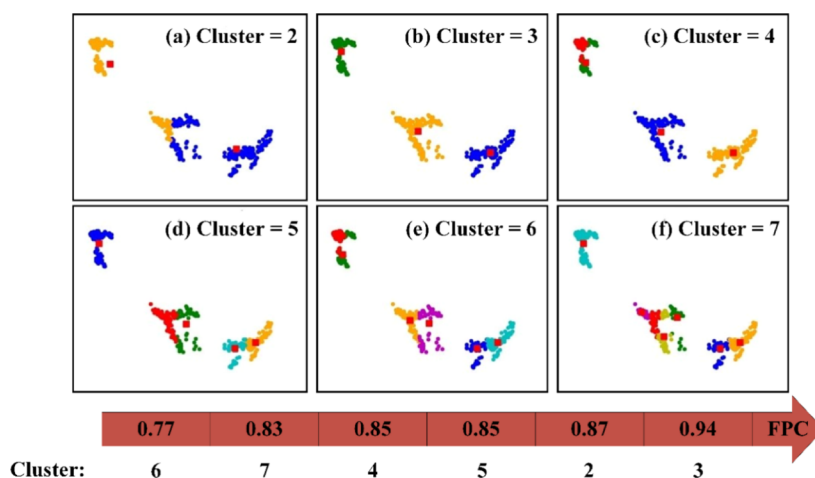 (a) Cluster = 2
(b) Cluster = 3
(c) Cluster = 4
(d) Cluster = 5
(e) Cluster = 6
(f) Cluster = 7
0.77 0.83 0.85 0.85 0.87 0.94 FPC
Cluster: 6 7 4 5 2 3